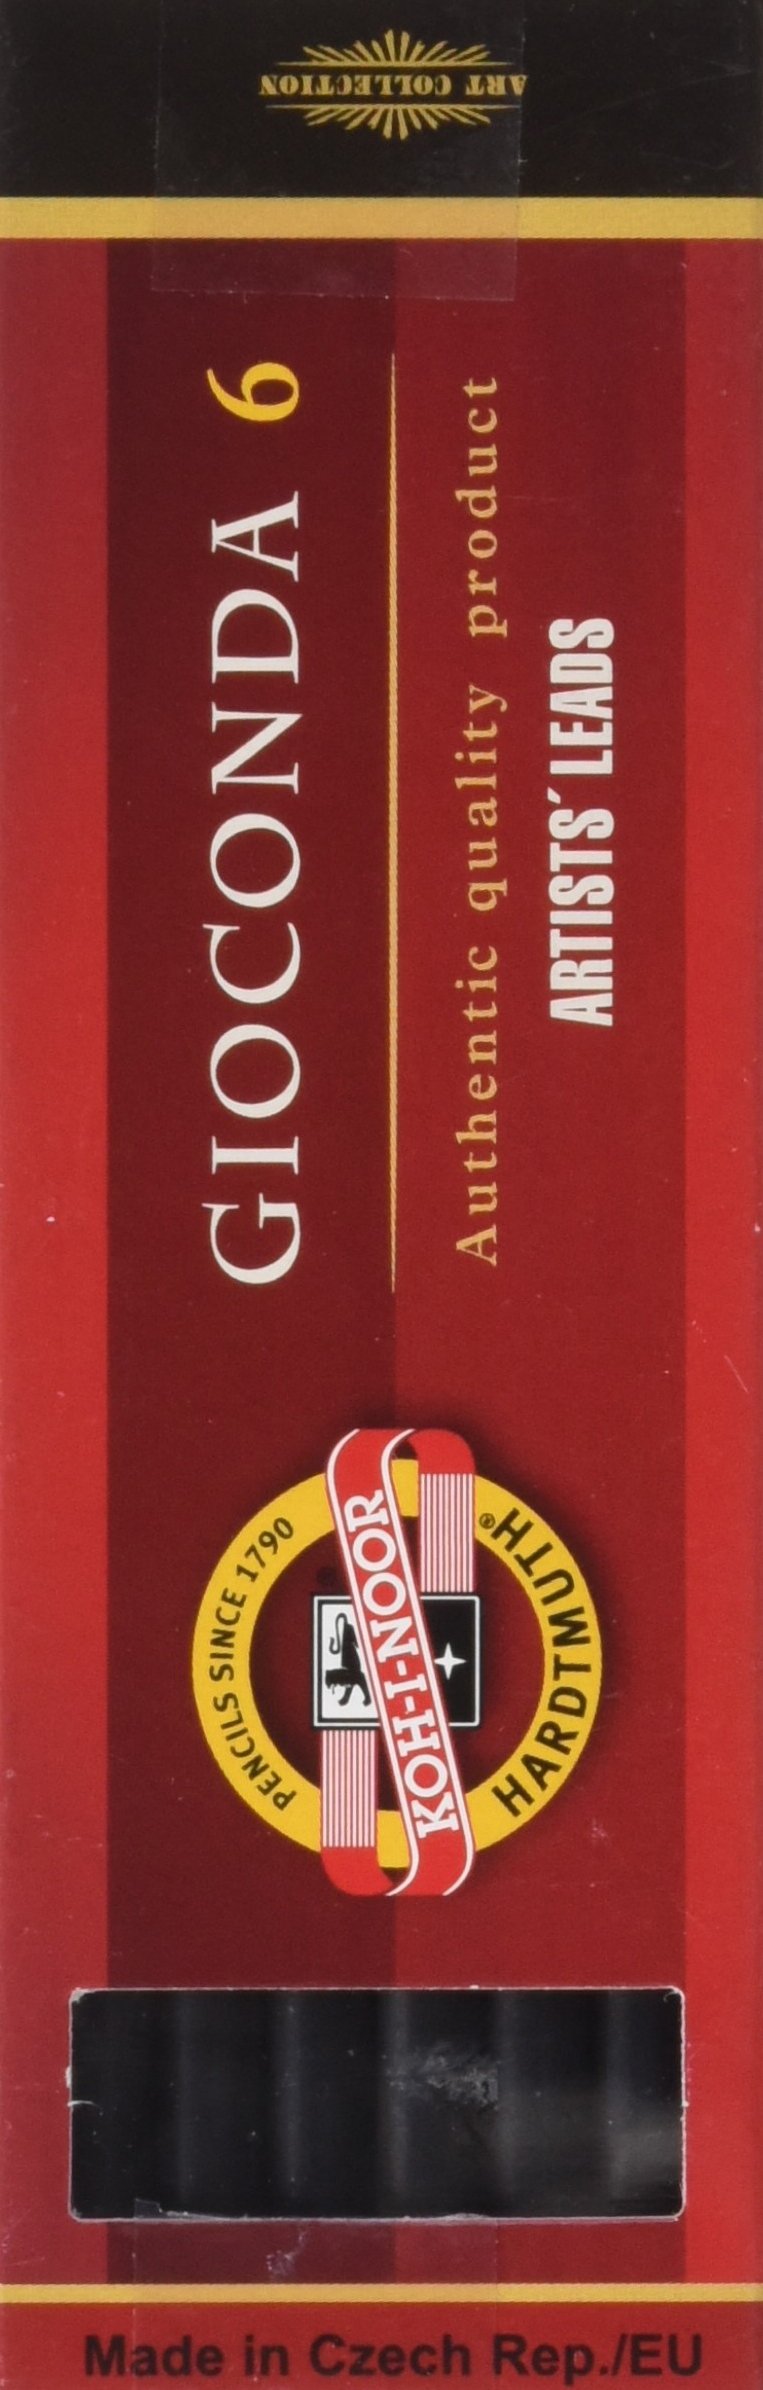 ART COLLECTION
GIOCONDA 6
Authentic quality product
ARTISTS´ LEADS
PENCILS SINCE 1790
KOH-I-NOOR
HARDTMUTH®
Made in Czech Rep./EU